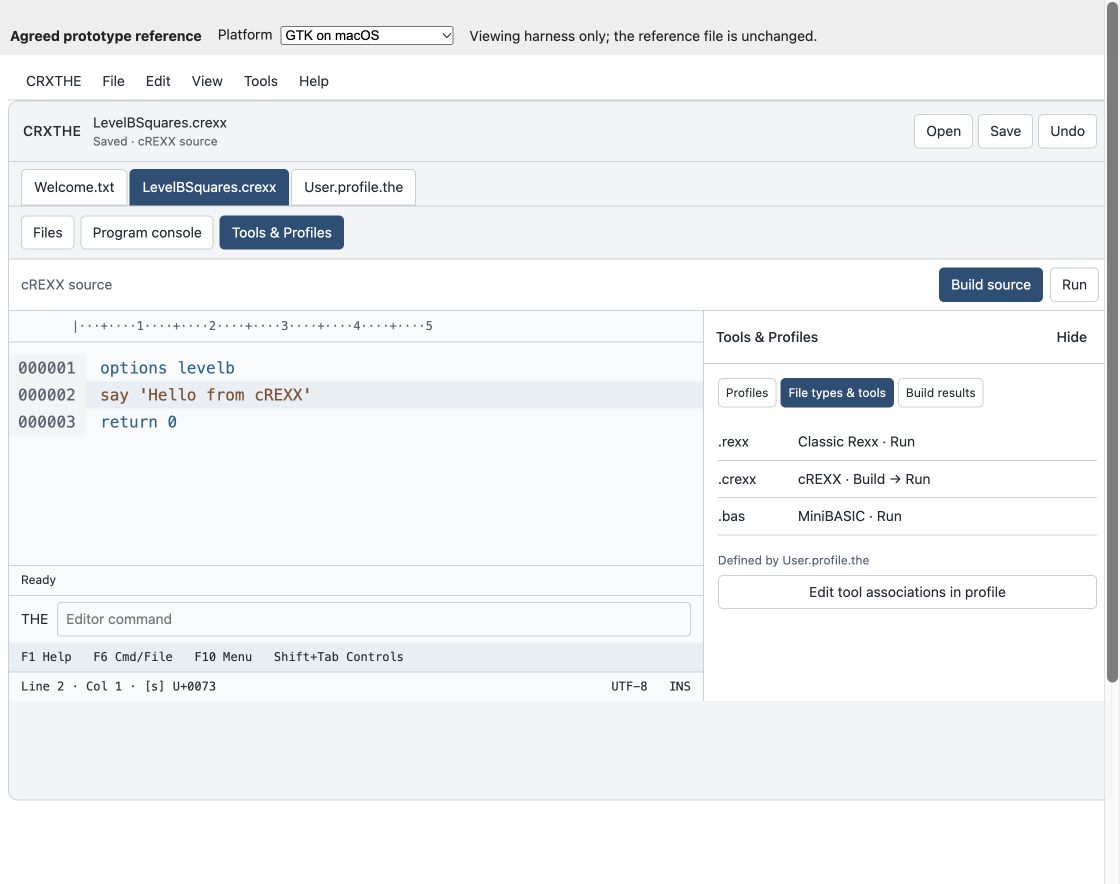 Agreed prototype reference Platform GTK on macOS Viewing harness only; the reference file is unchanged.
CRXTHE File Edit View Tools Help
CRXTHE
LevelBSquares.crexx
Saved · cREXX source
Open Save Undo
Welcome.txt LevelBSquares.crexx User.profile.the
Files Program console Tools & Profiles
cREXX source
Build source Run
|···+····1····+····2····+····3····+····4····+····5
000001 options levelb
000002 say 'Hello from cREXX'
000003 return 0
Ready
THE Editor command
F1 Help F6 Cmd/File F10 Menu Shift+Tab Controls
Line 2 · Col 1 · [s] U+0073 UTF-8 INS
Tools & Profiles Hide
Profiles File types & tools Build results
.rexx Classic Rexx · Run
.crexx cREXX · Build → Run
.bas MiniBASIC · Run
Defined by User.profile.the
Edit tool associations in profile